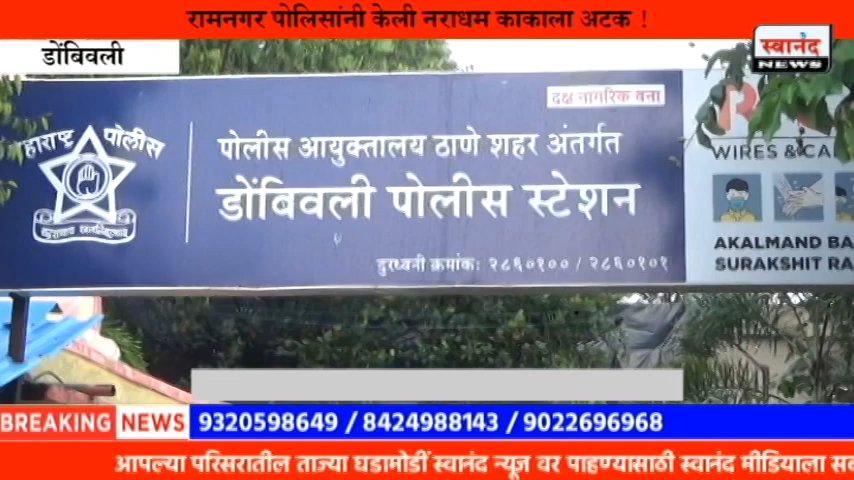 रामनगर पोलिसांनी केली नराधम काकाला अटक !
डोंबिवली
स्वानंद
NEWS
दक्ष नागरिक बना
हाराष्ट्र पोलीस
पोलीस आयुक्तालय ठाणे शहर अंतर्गत
डोंबिवली पोलीस स्टेशन
दुरध्वनी क्रमांक: २८६०१०० / २८६०१०१
WIRES & CA
AKALMAND BA
SURAKSHIT RA
BREAKING NEWS 9320598649 / 8424988143 / 9022696968
आपल्या परिसरातील ताज्या घडामोडीं स्वानंद न्यूज वर पाहण्यासाठी स्वानंद मीडियाला सब